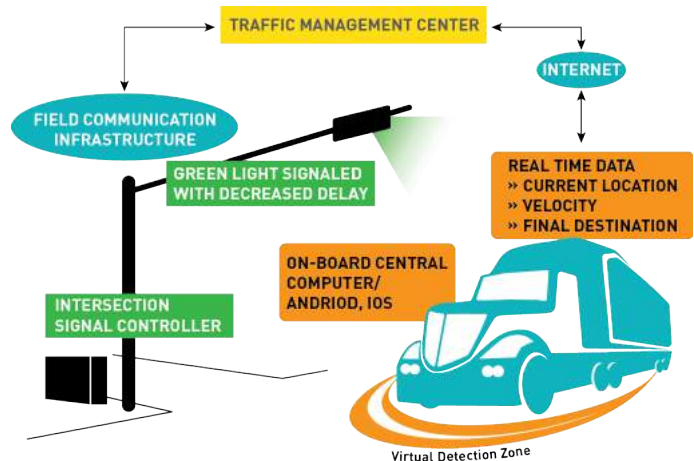 TRAFFIC MANAGEMENT CENTER
INTERNET
FIELD COMMUNICATION
INFRASTRUCTURE
GREEN LIGHT SIGNALED
WITH DECREASED DELAY
REAL TIME DATA
» CURRENT LOCATION
» VELOCITY
» FINAL DESTINATION
ON-BOARD CENTRAL
COMPUTER/
ANDRIOD, IOS
INTERSECTION
SIGNAL CONTROLLER
Virtual Detection Zone